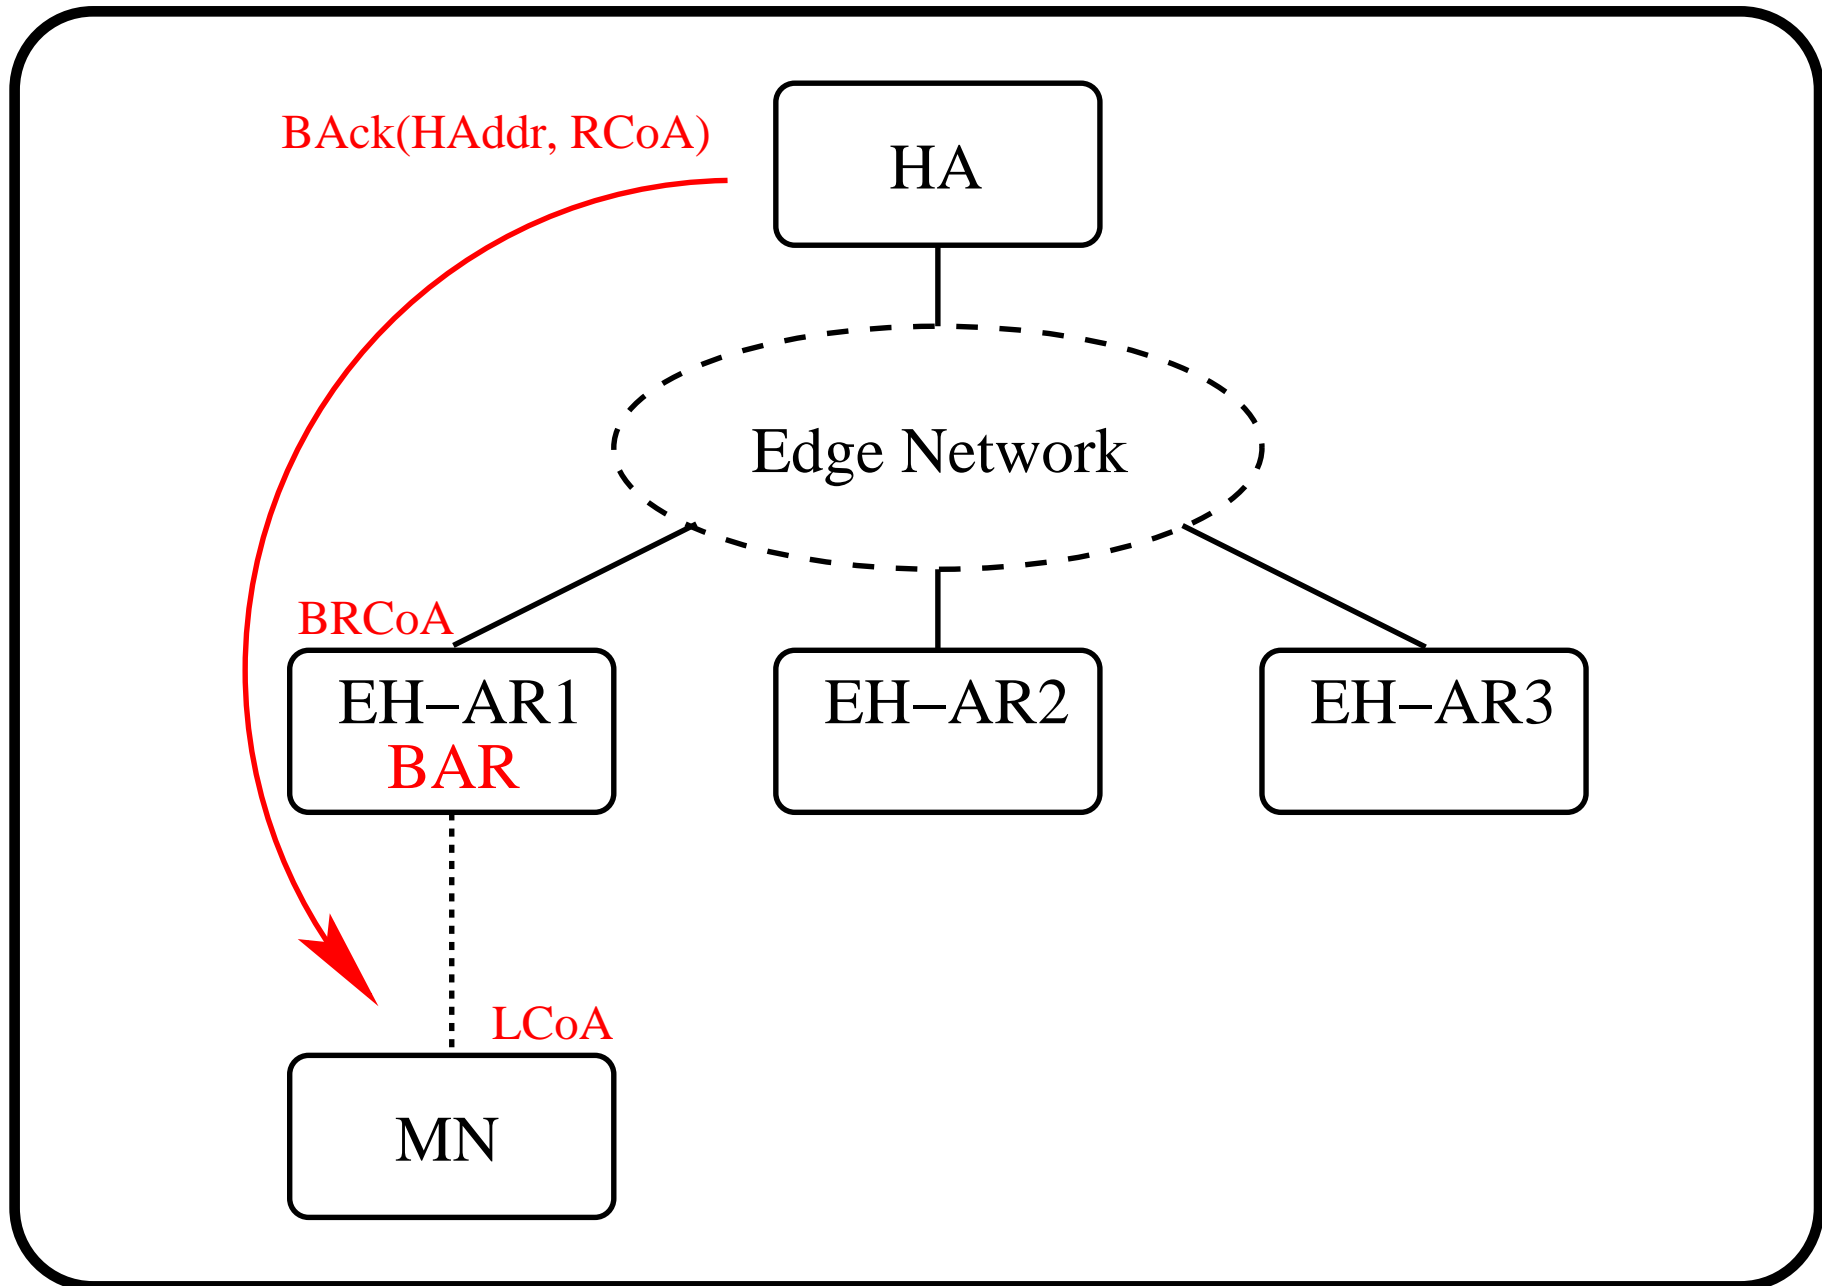 BAck(HAddr, RCoA)
HA
Edge Network
BRCoA
EH−AR1
BAR
EH−AR2
EH−AR3
LCoA
MN